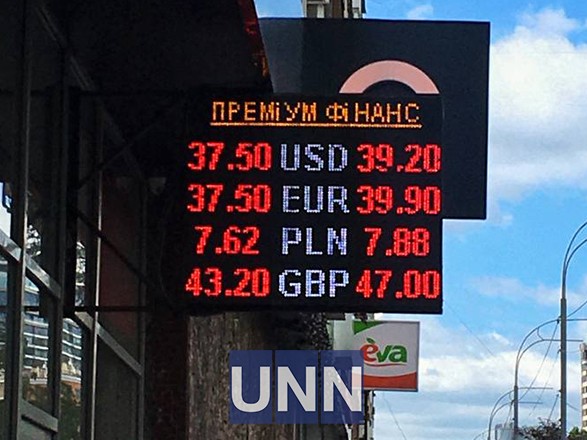 ПРЕМіУМ ФіНАНС
37.50 USD 39.20
37.50 EUR 39.90
7.62 PLN 7.88
43.20 GBP 47.00
eva
UNN